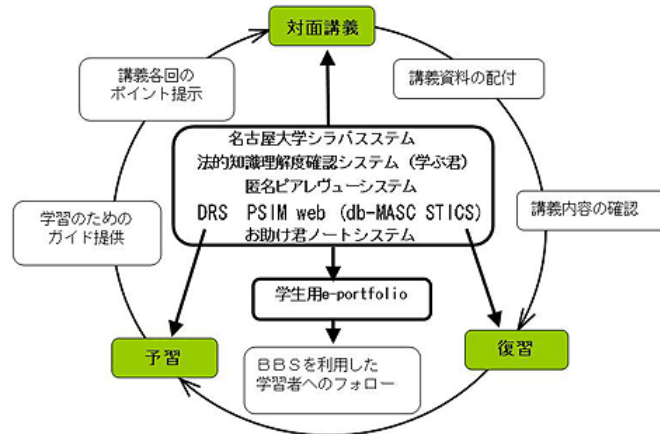 対面講義
講義各回の
ポイント提示
講義資料の配付
名古屋大学シラバスステム
法的知識理解度確認システム（学ぶ君）
匿名ピアレヴューシステム
DRS PSIM web (db-MASC STICS)
お助け君ノートシステム
学習のための
ガイド提供
講義内容の確認
学生用e-portfolio
予習
復習
ＢＢＳを利用した
学習者へのフォロー